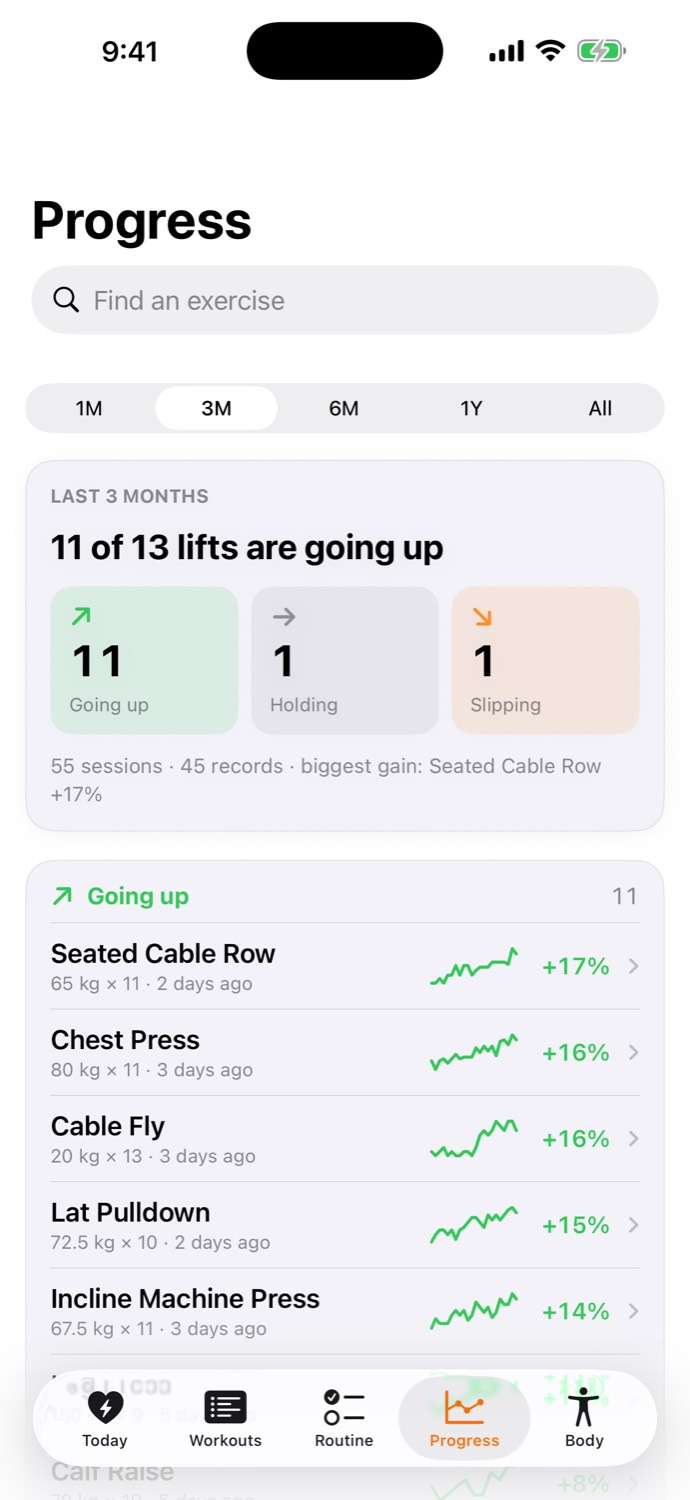 9:41
Progress
Find an exercise
1M 3M 6M 1Y All
LAST 3 MONTHS
11 of 13 lifts are going up
11 1 1
Going up Holding Slipping
55 sessions · 45 records · biggest gain: Seated Cable Row
+17%
Going up 11
Seated Cable Row
65 kg × 11 · 2 days ago
+17%
Chest Press
80 kg × 11 · 3 days ago
+16%
Cable Fly
20 kg × 13 · 3 days ago
+16%
Lat Pulldown
72.5 kg × 10 · 2 days ago
+15%
Incline Machine Press
67.5 kg × 11 · 3 days ago
+14%
Today Workouts Routine Progress Body
Calf Raise
+8%